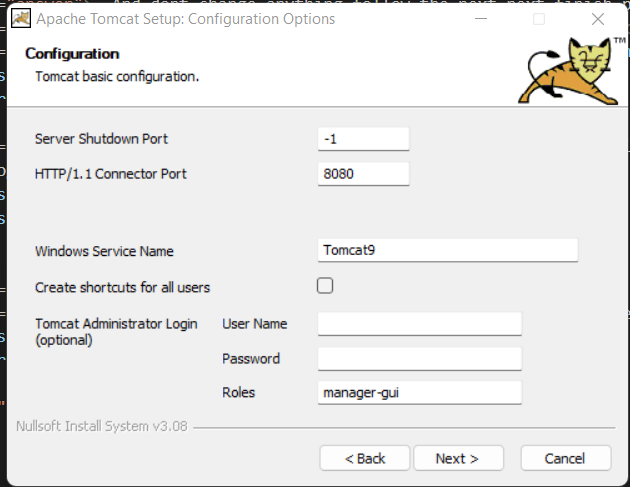 Apache Tomcat Setup: Configuration Options
Configuration
Tomcat basic configuration.
TM
Server Shutdown Port
-1
HTTP/1.1 Connector Port
8080
Windows Service Name
Tomcat9
Create shortcuts for all users
Tomcat Administrator Login
(optional)
User Name
Password
Roles
manager-gui
Nullsoft Install System v3.08
< Back
Next >
Cancel